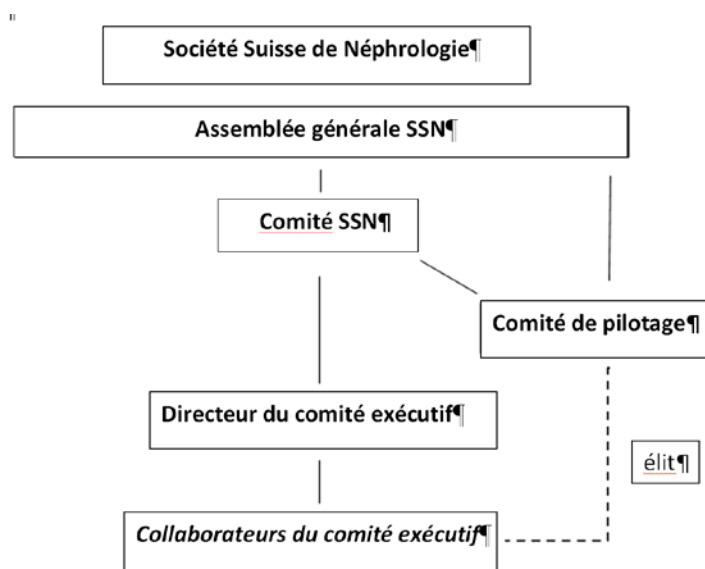 Société Suisse de Néphrologie¶
Assemblée générale SSN¶
Comité SSN¶
Comité de pilotage¶
Directeur du comité exécutif¶
élit¶
Collaborateurs du comité exécutif¶